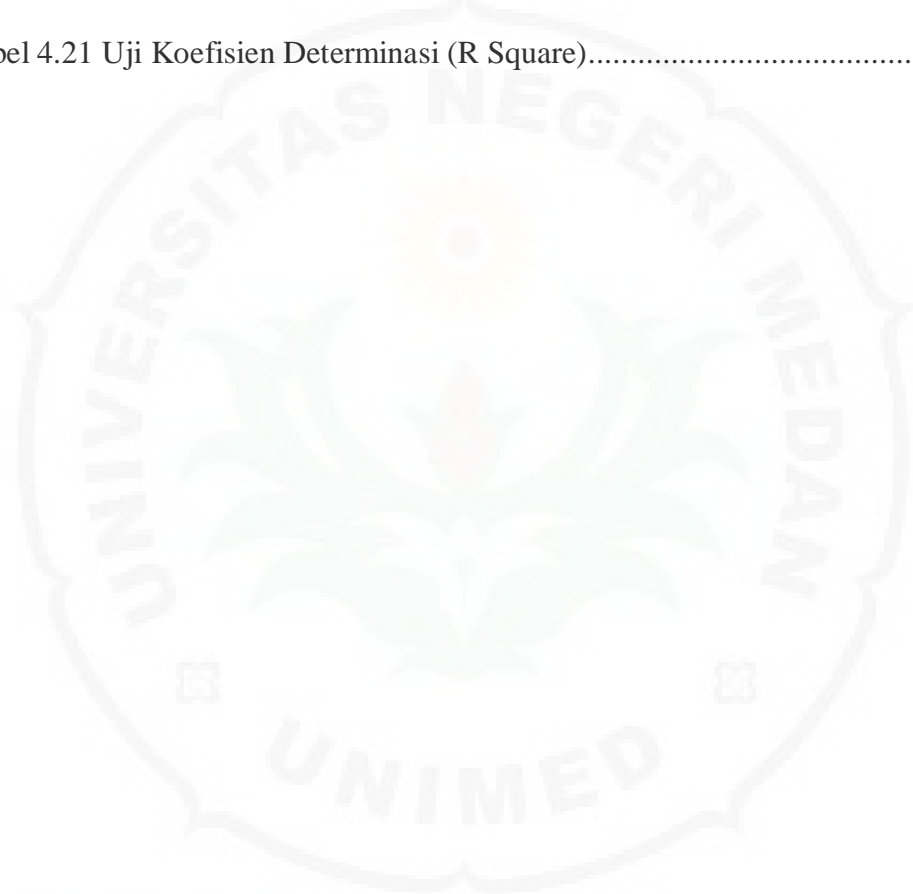 bel 4.21 Uji Koefisien Determinasi (R Square)........................................
UNIVERSITAS NEGERI MEDAN
UNIMED